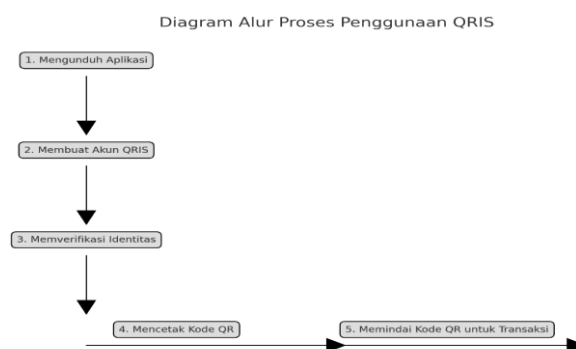 Diagram Alur Proses Penggunaan QRIS
1. Mengunduh Aplikasi
2. Membuat Akun QRIS
3. Memverifikasi Identitas
4. Mencetak Kode QR
5. Memindai Kode QR untuk Transaksi